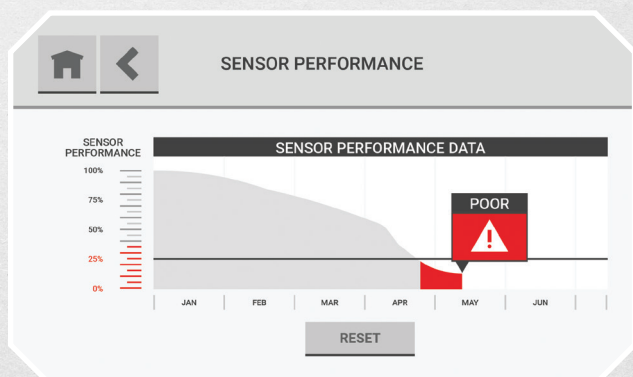 SENSOR PERFORMANCE
SENSOR
PERFORMANCE
SENSOR PERFORMANCE DATA
100%
75%
50%
25%
0%
POOR
JAN FEB MAR APR MAY JUN
RESET